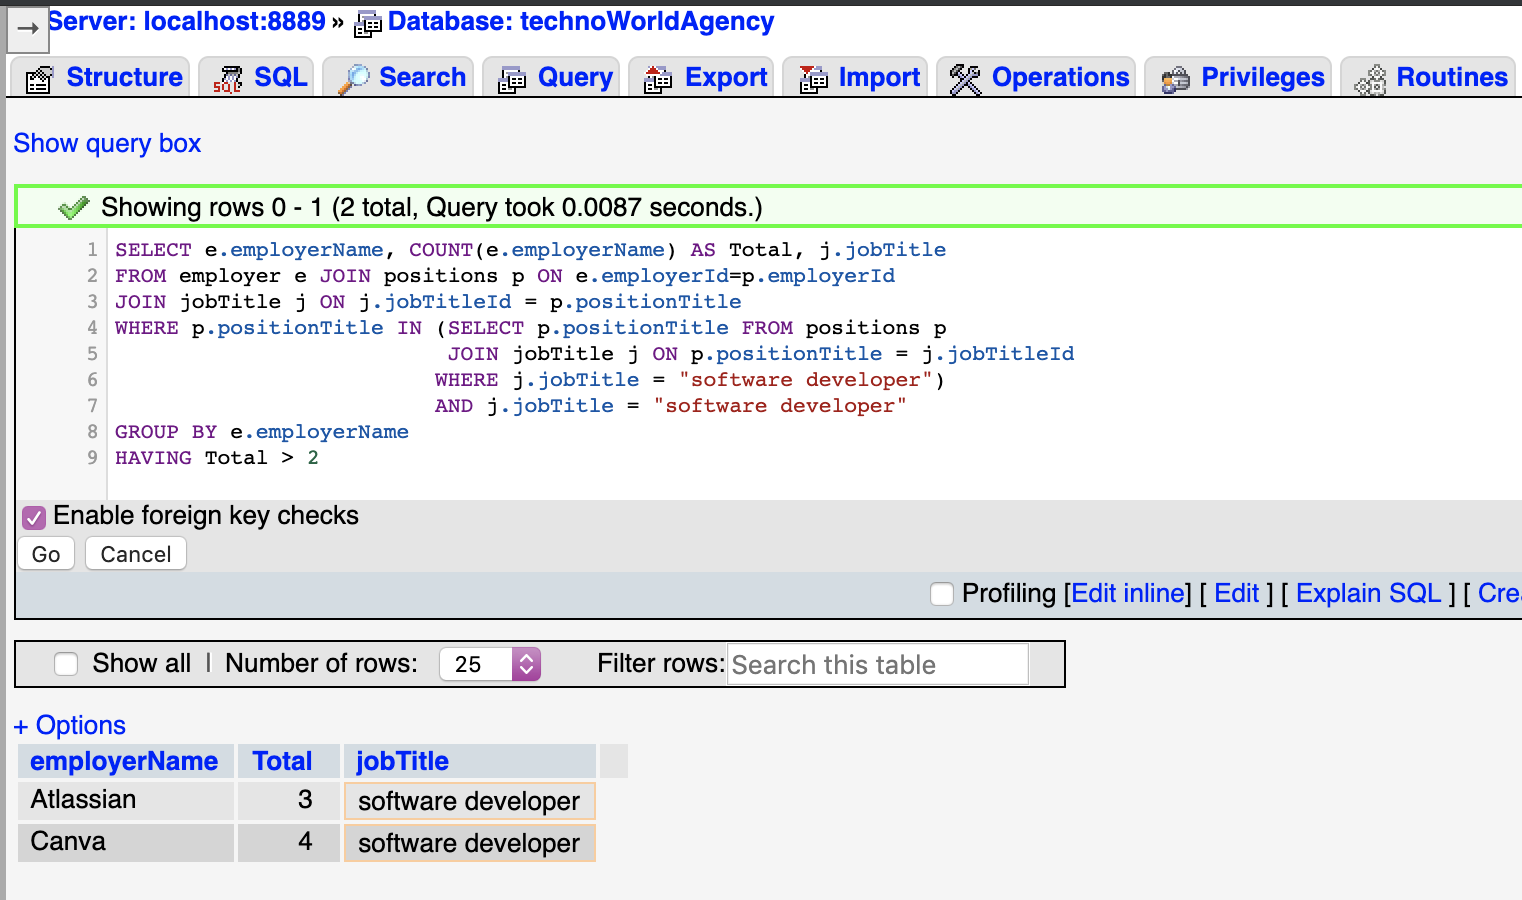 → Server: localhost:8889 » Database: technoWorldAgency
Structure SQL Search Query Export Import Operations Privileges Routines
Show query box
Showing rows 0 - 1 (2 total, Query took 0.0087 seconds.)
1 SELECT e.employerName, COUNT(e.employerName) AS Total, j.jobTitle
2 FROM employer e JOIN positions p ON e.employerId=p.employerId
3 JOIN jobTitle j ON j.jobTitleId = p.positionTitle
4 WHERE p.positionTitle IN (SELECT p.positionTitle FROM positions p
5 JOIN jobTitle j ON p.positionTitle = j.jobTitleId
6 WHERE j.jobTitle = "software developer")
7 AND j.jobTitle = "software developer"
8 GROUP BY e.employerName
9 HAVING Total > 2
Enable foreign key checks
Go Cancel
Profiling [Edit inline] [ Edit ] [ Explain SQL ] [ Cre
Show all | Number of rows: 25 Filter rows: Search this table
+ Options
employerName Total jobTitle
Atlassian 3 software developer
Canva 4 software developer